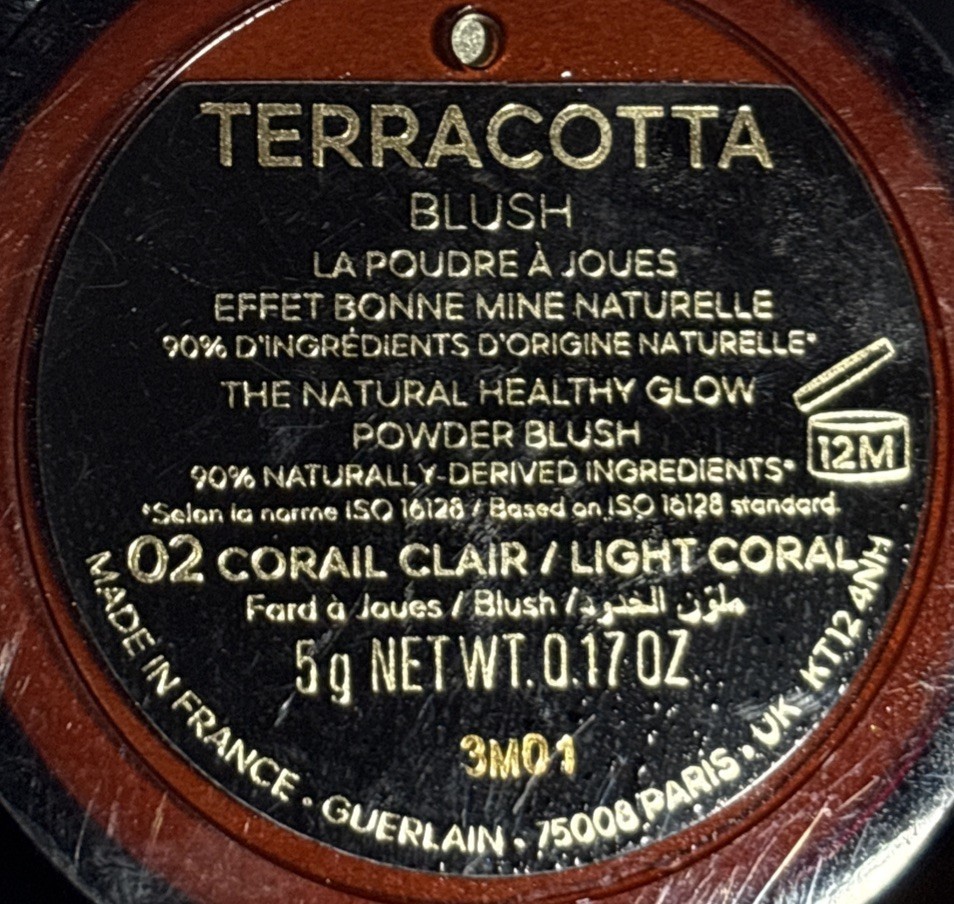 TERRACOTTA
BLUSH
LA POUDRE À JOUES
EFFET BONNE MINE NATURELLE
90% D'INGRÉDIENTS D'ORIGINE NATURELLE*
THE NATURAL HEALTHY GLOW
POWDER BLUSH
12M
90% NATURALLY-DERIVED INGREDIENTS*
*Selon la norme ISO 16128 / Based on ISO 16128 standard.
02 CORAIL CLAIR / LIGHT CORAL
Fard à Joues / Blush / ملوّن الخدود
5 g NET WT. 0.17 OZ
3M01
MADE IN FRANCE • GUERLAIN • 75008 PARIS • UK KT12 4NH